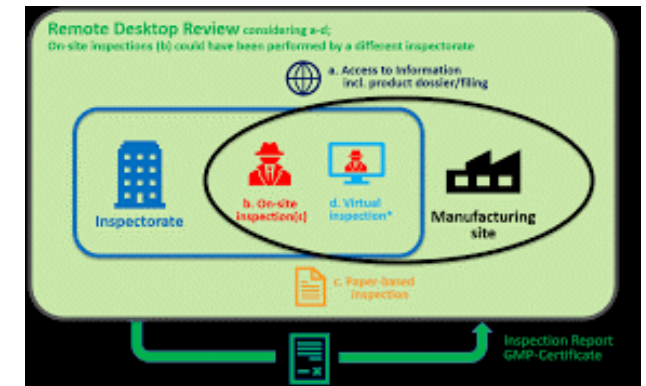 Remote Desktop Review considering a-d;
On-site inspections (b) could have been performed by a different inspectorate
a. Access to Information
incl. product dossier/filing
Inspectorate
b. On-site
inspection(s)
d. Virtual
inspection*
Manufacturing
site
c. Paper-based
inspection
Inspection Report
GMP-Certificate